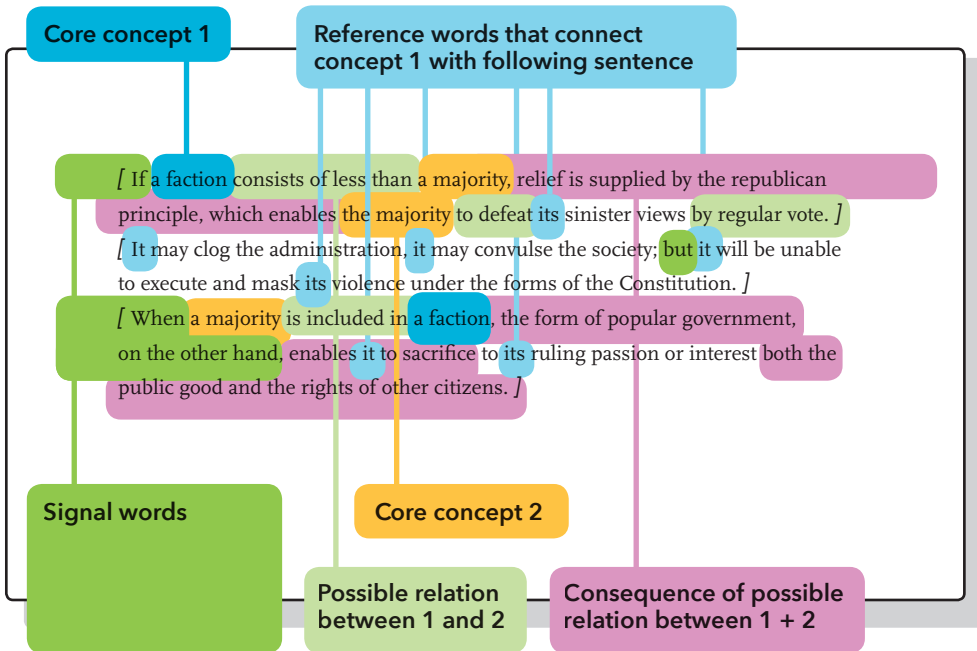 Core concept 1
Reference words that connect
concept 1 with following sentence
[ If a faction consists of less than a majority, relief is supplied by the republican
principle, which enables the majority to defeat its sinister views by regular vote. ]
[ It may clog the administration, it may convulse the society; but it will be unable
to execute and mask its violence under the forms of the Constitution. ]
[ When a majority is included in a faction, the form of popular government,
on the other hand, enables it to sacrifice to its ruling passion or interest both the
public good and the rights of other citizens. ]
Signal words
Core concept 2
Possible relation
between 1 and 2
Consequence of possible
relation between 1 + 2